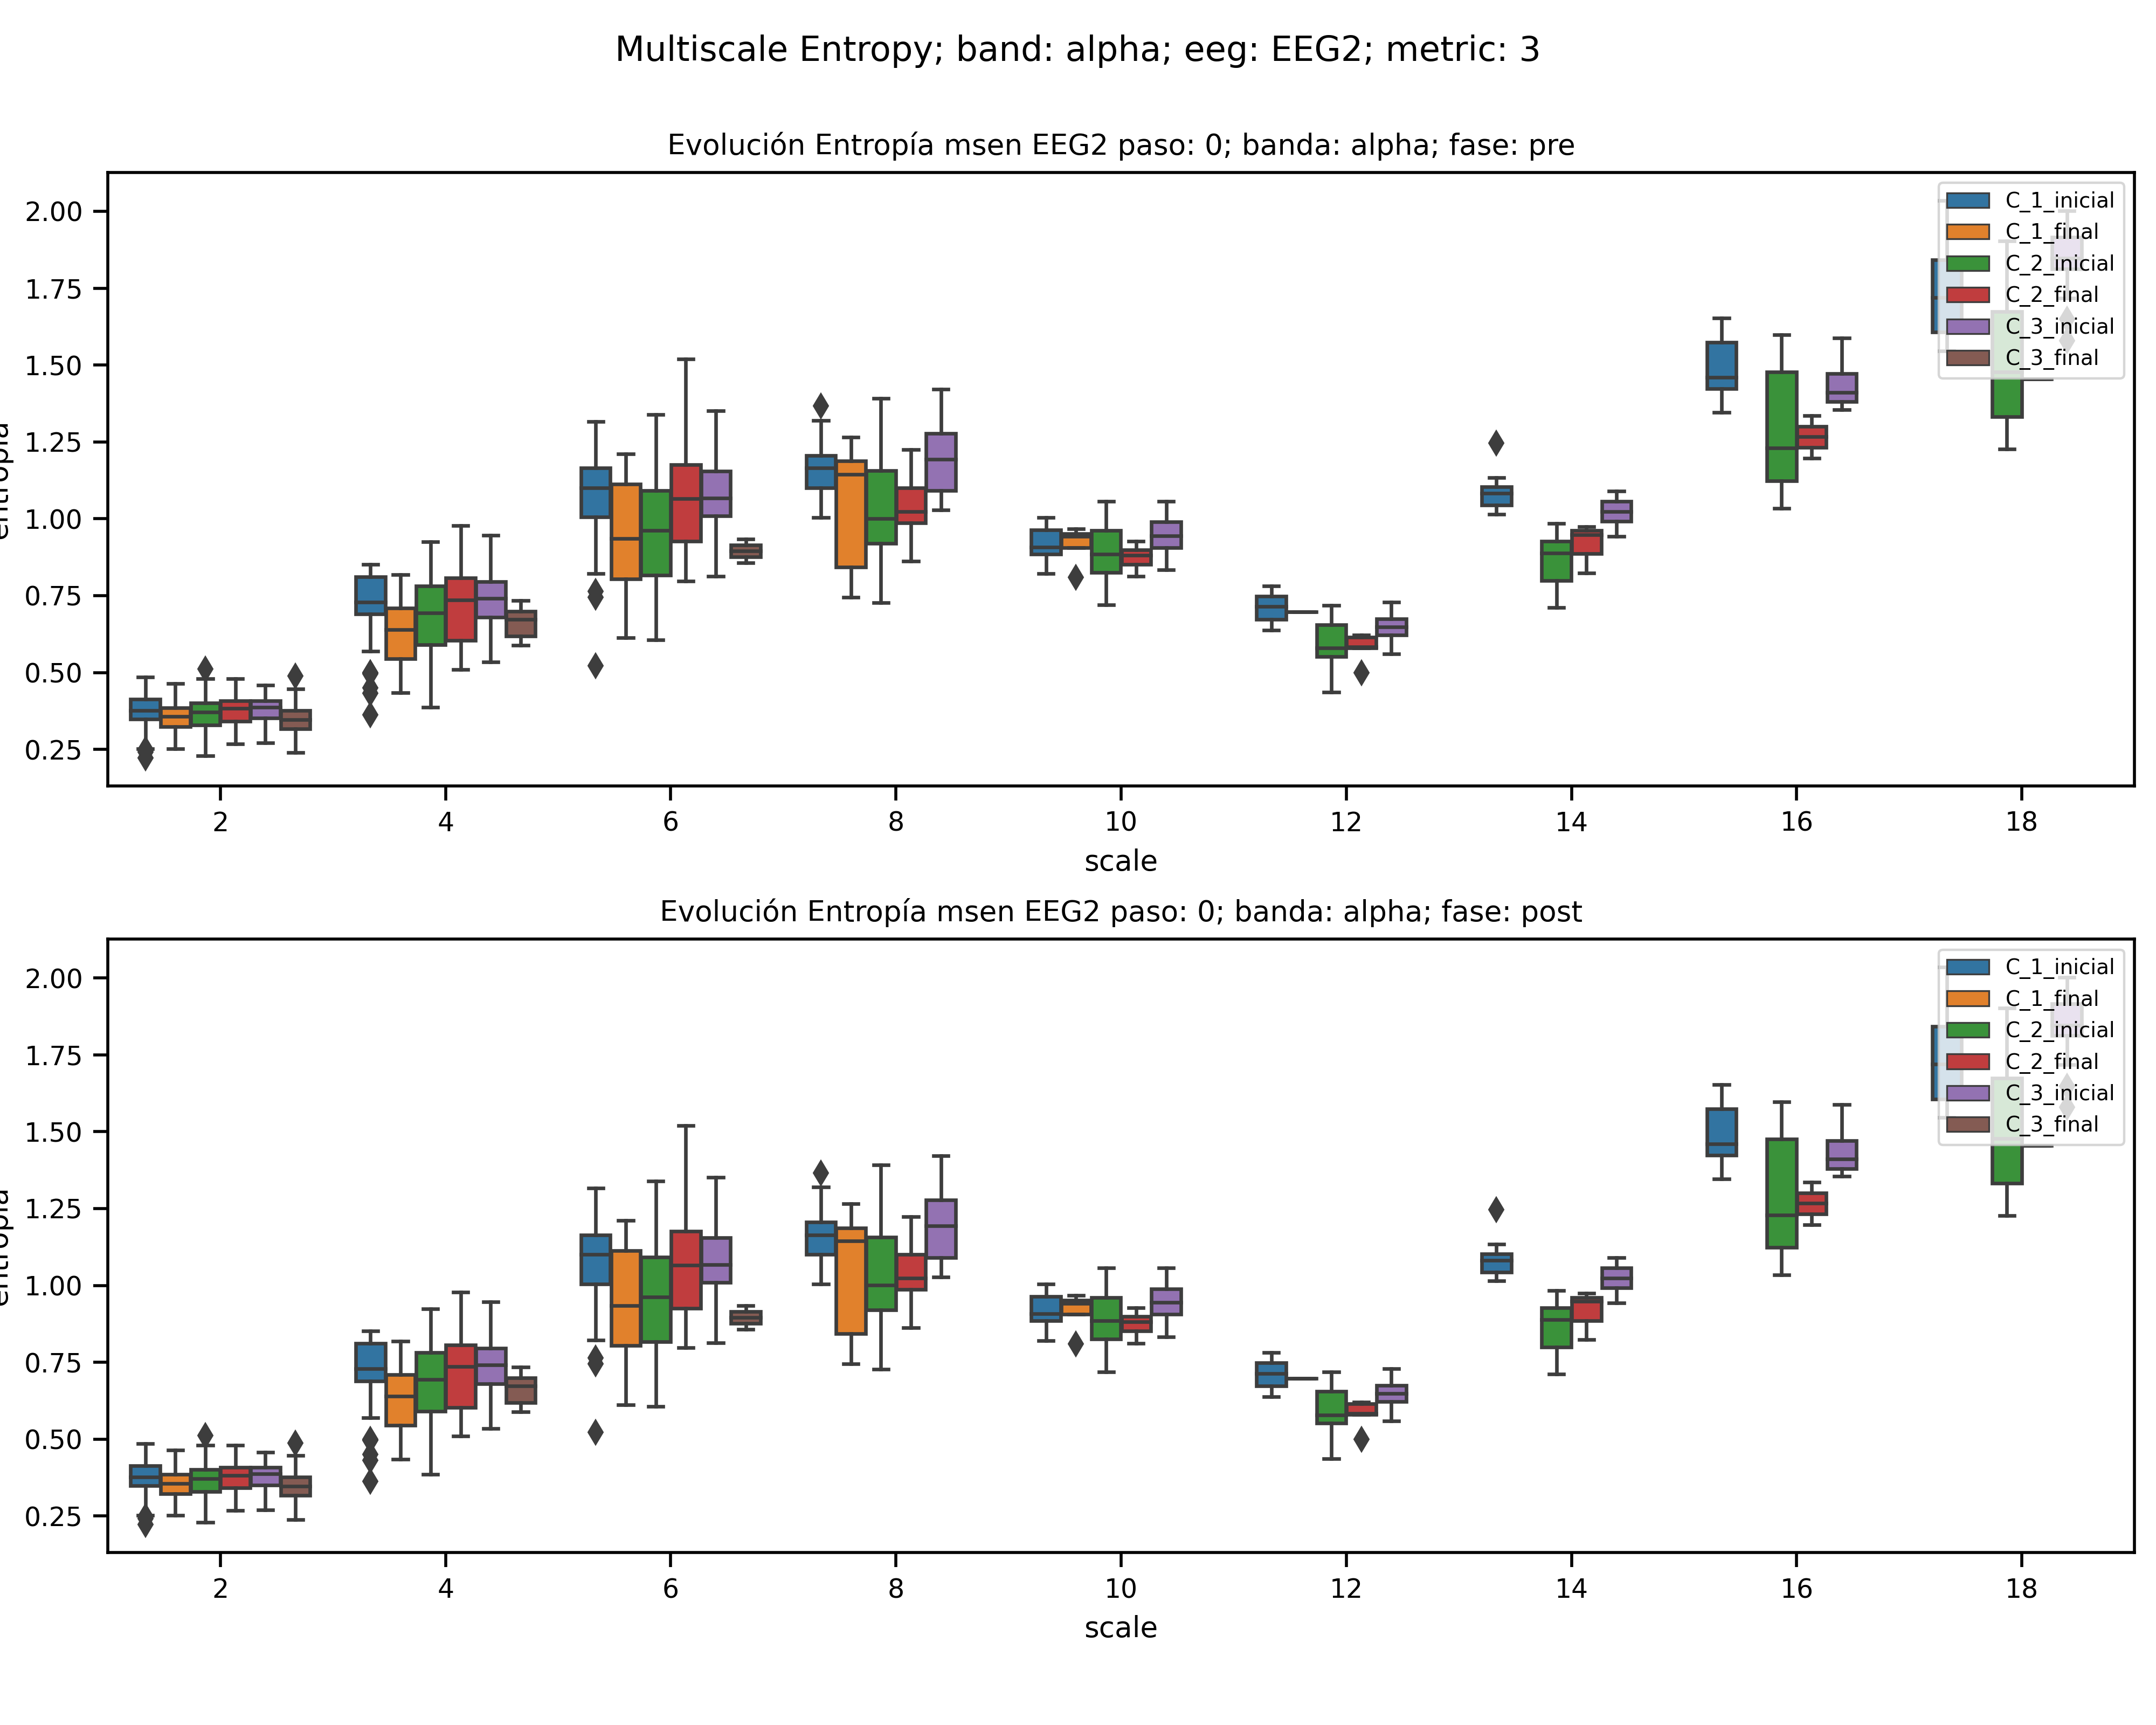 Multiscale Entropy; band: alpha; eeg: EEG2; metric: 3
Evolución Entropía msen EEG2 paso: 0; banda: alpha; fase: pre
2.00
1.75
1.50
1.25
1.00
0.75
0.50
0.25
entropía
C_1_inicial
C_1_final
C_2_inicial
C_2_final
C_3_inicial
C_3_final
2 4 6 8 10 12 14 16 18
scale
Evolución Entropía msen EEG2 paso: 0; banda: alpha; fase: post
2.00
1.75
1.50
1.25
1.00
0.75
0.50
0.25
entropía
C_1_inicial
C_1_final
C_2_inicial
C_2_final
C_3_inicial
C_3_final
2 4 6 8 10 12 14 16 18
scale